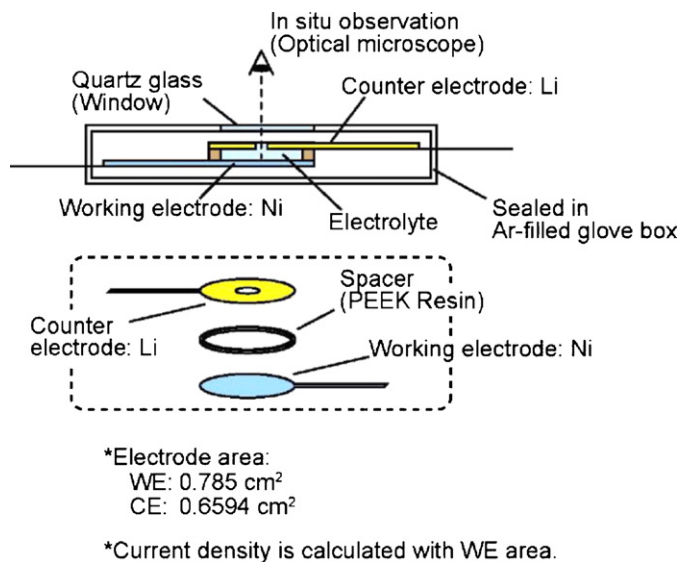 In situ observation
(Optical microscope)
Quartz glass
(Window)
Counter electrode: Li
Working electrode: Ni
Electrolyte
Sealed in
Ar-filled glove box
Spacer
(PEEK Resin)
Counter
electrode: Li
Working electrode: Ni
*Electrode area:
WE: 0.785 cm²
CE: 0.6594 cm²
*Current density is calculated with WE area.